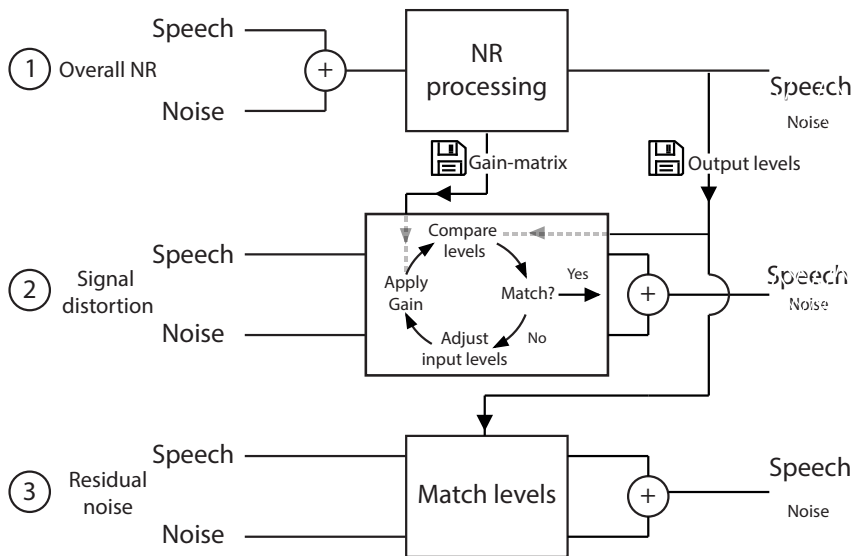 Speech
1
Overall NR
+
Noise
NR
processing
Speech
Noise
Gain-matrix
Output levels
2
Signal
distortion
Speech
Noise
Compare
levels
Apply
Gain
Match?
Yes
No
Adjust
input levels
+
Speech
Noise
3
Residual
noise
Speech
Noise
Match levels
+
Speech
Noise